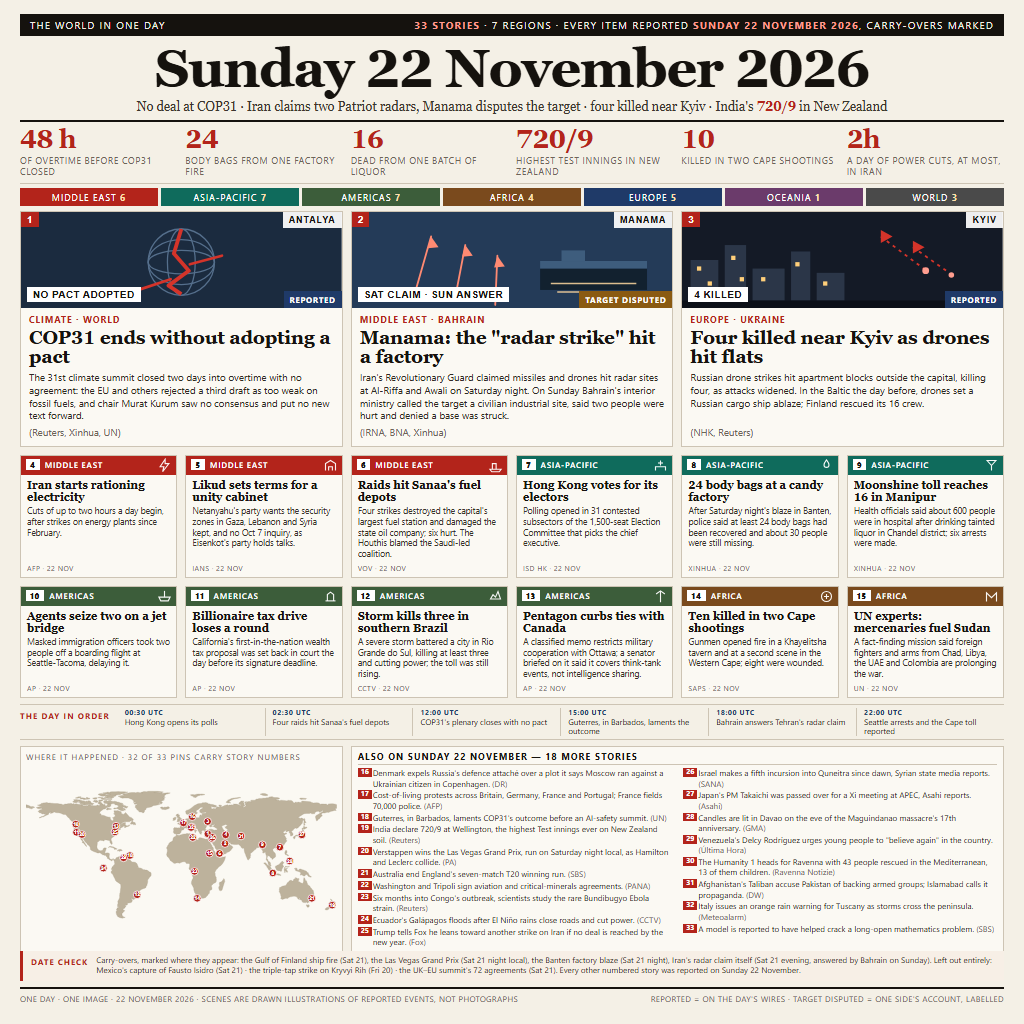 THE WORLD IN ONE DAY
33 STORIES · 7 REGIONS · EVERY ITEM REPORTED SUNDAY 22 NOVEMBER 2026, CARRY-OVERS MARKED
Sunday 22 November 2026
No deal at COP31 · Iran claims two Patriot radars, Manama disputes the target · four killed near Kyiv · India's 720/9 in New Zealand
48 h
OF OVERTIME BEFORE COP31
CLOSED
24
BODY BAGS FROM ONE FACTORY
FIRE
16
DEAD FROM ONE BATCH OF
LIQUOR
720/9
HIGHEST TEST INNINGS IN NEW
ZEALAND
10
KILLED IN TWO CAPE SHOOTINGS
2h
A DAY OF POWER CUTS, AT MOST,
IN IRAN
MIDDLE EAST 6
ASIA-PACIFIC 7
AMERICAS 7
AFRICA 4
EUROPE 5
OCEANIA 1
WORLD 3
1
ANTALYA
NO PACT ADOPTED
REPORTED
CLIMATE · WORLD
COP31 ends without adopting a
pact
The 31st climate summit closed two days into overtime with no
agreement: the EU and others rejected a third draft as too weak on
fossil fuels, and chair Murat Kurum saw no consensus and put no new
text forward.
(Reuters, Xinhua, UN)
2
MANAMA
SAT CLAIM · SUN ANSWER
TARGET DISPUTED
MIDDLE EAST · BAHRAIN
Manama: the "radar strike" hit
a factory
Iran's Revolutionary Guard claimed missiles and drones hit radar sites
at Al-Riffa and Awali on Saturday night. On Sunday Bahrain's interior
ministry called the target a civilian industrial site, said two people were
hurt and denied a base was struck.
(IRNA, BNA, Xinhua)
3
KYIV
4 KILLED
REPORTED
EUROPE · UKRAINE
Four killed near Kyiv as drones
hit flats
Russian drone strikes hit apartment blocks outside the capital, killing
four, as attacks widened. In the Baltic the day before, drones set a
Russian cargo ship ablaze; Finland rescued its 16 crew.
(NHK, Reuters)
4 MIDDLE EAST
Iran starts rationing
electricity
Cuts of up to two hours a day begin,
after strikes on energy plants since
February.
AFP · 22 NOV
5 MIDDLE EAST
Likud sets terms for a
unity cabinet
Netanyahu's party wants the security
zones in Gaza, Lebanon and Syria
kept, and no Oct 7 inquiry, as
Eisenkot's party holds talks.
IANS · 22 NOV
6 MIDDLE EAST
Raids hit Sanaa's fuel
depots
Four strikes destroyed the capital's
largest fuel station and damaged the
state oil company; six hurt. The
Houthis blamed the Saudi-led
coalition.
VOV · 22 NOV
7 ASIA-PACIFIC
Hong Kong votes for its
electors
Polling opened in 31 contested
subsectors of the 1,500-seat Election
Committee that picks the chief
executive.
ISD HK · 22 NOV
8 ASIA-PACIFIC
24 body bags at a candy
factory
After Saturday night's blaze in Banten,
police said at least 24 body bags had
been recovered and about 30 people
were still missing.
XINHUA · 22 NOV
9 ASIA-PACIFIC
Moonshine toll reaches
16 in Manipur
Health officials said about 600 people
were in hospital after drinking tainted
liquor in Chandel district; six arrests
were made.
XINHUA · 22 NOV
10 AMERICAS
Agents seize two on a jet
bridge
Masked immigration officers took two
people off a boarding flight at
Seattle-Tacoma, delaying it.
AP · 22 NOV
11 AMERICAS
Billionaire tax drive
loses a round
California's first-in-the-nation wealth
tax proposal was set back in court the
day before its signature deadline.
AP · 22 NOV
12 AMERICAS
Storm kills three in
southern Brazil
A severe storm battered a city in Rio
Grande do Sul, killing at least three
and cutting power; the toll was still
rising.
CCTV · 22 NOV
13 AMERICAS
Pentagon curbs ties with
Canada
A classified memo restricts military
cooperation with Ottawa; a senator
briefed on it said it covers think-tank
events, not intelligence.
AP · 22 NOV
14 AFRICA
Ten killed in two Cape
shootings
Gunmen opened fire in a Khayelitsha
tavern and at a second scene in the
Western Cape; eight were wounded.
SAPS · 22 NOV
15 AFRICA
UN experts:
mercenaries fuel Sudan
A fact-finding mission said foreign
fighters and arms from Chad, Libya,
the UAE and Colombia are prolonging
the war.
UN · 22 NOV
THE DAY IN ORDER
00:30 UTC
Hong Kong opens its polls
02:30 UTC
Four raids hit Sanaa's fuel depots
12:00 UTC
COP31's plenary closes with no pact
15:00 UTC
Guterres, in Barbados, laments the
outcome
18:00 UTC
Bahrain answers Tehran's radar claim
22:00 UTC
Seattle arrests and the Cape toll
reported
WHERE IT HAPPENED · 32 OF 33 PINS CARRY STORY NUMBERS
ALSO ON SUNDAY 22 NOVEMBER — 18 MORE STORIES
16 Denmark expels Russia's defence attaché over a plot it says Moscow ran against a
Ukrainian citizen in Copenhagen. (DR)
17 Cost-of-living protests across Britain, Germany, France and Portugal; France fields
70,000 police. (AFP)
18 Guterres, in Barbados, laments COP31's outcome before an AI-safety summit. (UN)
19 India declare 720/9 at Wellington, the highest Test innings ever on New Zealand
soil. (Reuters)
20 Verstappen wins the Las Vegas Grand Prix, run on Saturday night local, as Hamilton
and Leclerc collide. (PA)
21 Australia end England's seven-match T20 winning run. (SBS)
22 Washington and Tripoli sign aviation and critical-minerals agreements. (PANA)
23 Six months into Congo's outbreak, scientists study the rare Bundibugyo Ebola
strain. (Reuters)
24 Ecuador's Galápagos floods after El Niño rains close roads and cut power. (CCTV)
25 Trump tells Fox he leans toward another strike on Iran if no deal is reached by the
new year. (Fox)
26 Israel makes a fifth incursion into Quneitra since dawn, Syrian state media reports.
(SANA)
27 Japan's PM Takaichi was passed over for a Xi meeting at APEC, Asahi reports.
(Asahi)
28 Candles are lit in Davao on the eve of the Maguindanao massacre's 17th
anniversary. (GMA)
29 Venezuela's Delcy Rodríguez urges young people to "believe again" in the country.
(Última Hora)
30 The Humanity 1 heads for Ravenna with 43 people rescued in the Mediterranean,
13 of them children. (Ravenna Notizie)
31 Afghanistan's Taliban accuse Pakistan of backing armed groups; Islamabad calls it
propaganda. (DW)
32 Italy issues an orange rain warning for Tuscany as storms cross the peninsula.
(Meteoalarm)
33 A model is reported to have helped crack a long-open mathematics problem. (SBS)
DATE CHECK
Carry-overs, marked where they appear: the Gulf of Finland ship fire (Sat 21), the Las Vegas Grand Prix (Sat 21 night local), the Banten factory blaze (Sat 21 night), Iran's radar claim itself (Sat 21 evening, answered by Bahrain on Sunday). Left out entirely:
Mexico's capture of Fausto Isidro (Sat 21) · the triple-tap strike on Kryvyi Rih (Fri 20) · the UK–EU summit's 72 agreements (Sat 21). Every other numbered story was reported on Sunday 22 November.
ONE DAY · ONE IMAGE · 22 NOVEMBER 2026 · SCENES ARE DRAWN ILLUSTRATIONS OF REPORTED EVENTS, NOT PHOTOGRAPHS
REPORTED = ON THE DAY'S WIRES · TARGET DISPUTED = ONE SIDE'S ACCOUNT, LABELLED